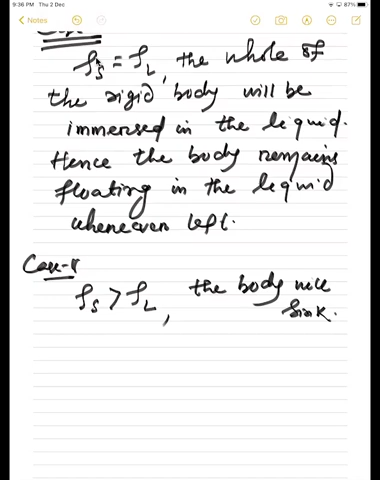 9:36 PM Thu 2 Dec
87%
Notes
ρs = ρL, the whole of
the rigid body will be
immersed in the liquid.
Hence the body remains
floating in the liquid
whenever left.
Case-V
ρs > ρL, the body will
sink.